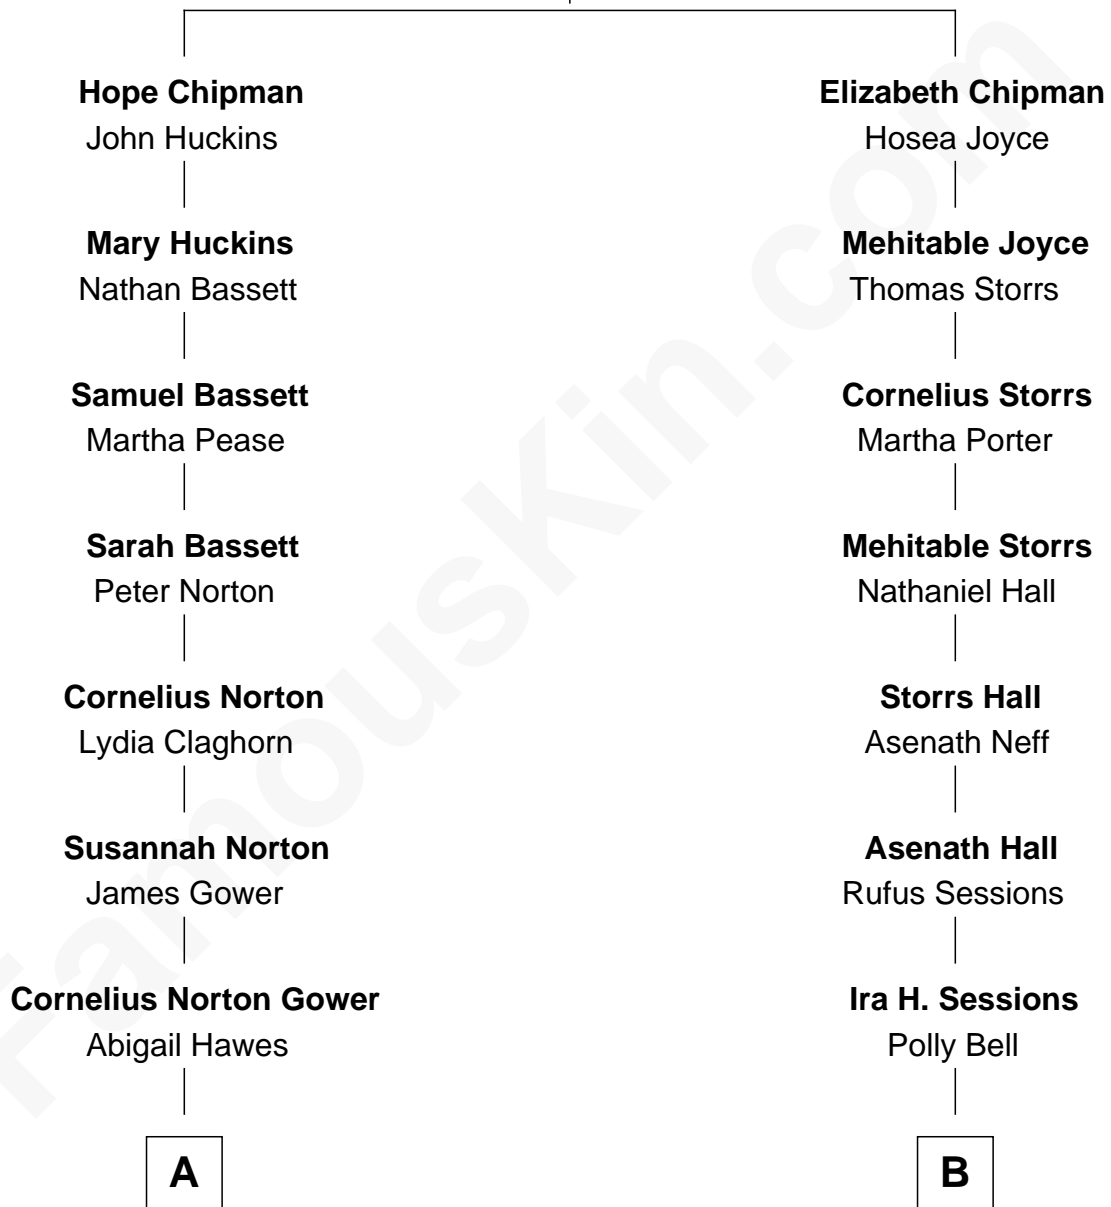 Hope Chipman
John Huckins
Mary Huckins
Nathan Bassett
Samuel Bassett
Martha Pease
Sarah Bassett
Peter Norton
Cornelius Norton
Lydia Claghorn
Susannah Norton
James Gower
Cornelius Norton Gower
Abigail Hawes
A
Elizabeth Chipman
Hosea Joyce
Mehitable Joyce
Thomas Storrs
Cornelius Storrs
Martha Porter
Mehitable Storrs
Nathaniel Hall
Storrs Hall
Asenath Neff
Asenath Hall
Rufus Sessions
Ira H. Sessions
Polly Bell
B
FamousKin.com